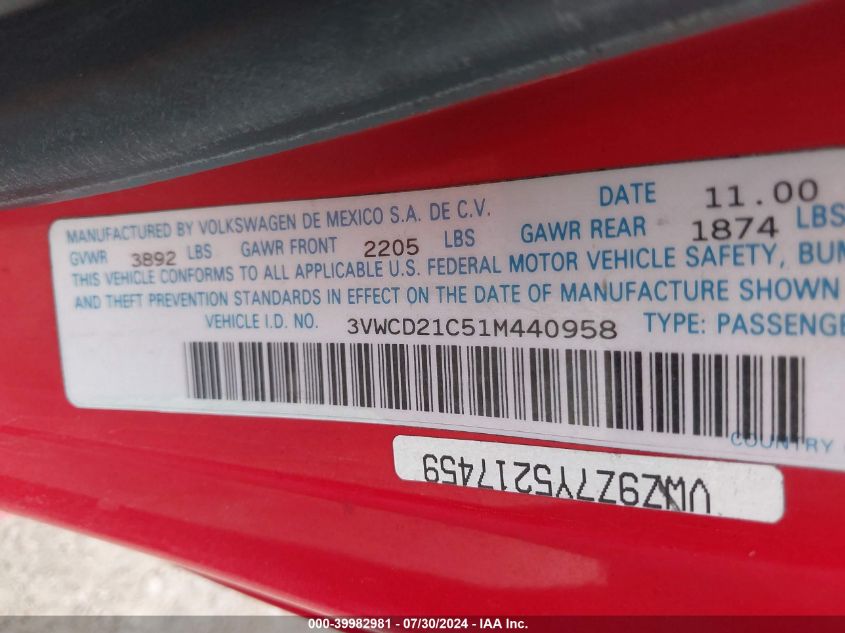 DATE 11.00
MANUFACTURED BY VOLKSWAGEN DE MEXICO S.A. DE C.V.
GVWR 3892 LBS GAWR FRONT 2205 LBS GAWR REAR 1874 LBS
THIS VEHICLE CONFORMS TO ALL APPLICABLE U.S. FEDERAL MOTOR VEHICLE SAFETY, BUM
AND THEFT PREVENTION STANDARDS IN EFFECT ON THE DATE OF MANUFACTURE SHOWN
VEHICLE I.D. NO. 3VWCD21C51M440958 TYPE: PASSENGE
COUNTRY
VWZ9Z7Y5217459
000-39982981 / 07/30/2024 - IAA Inc.